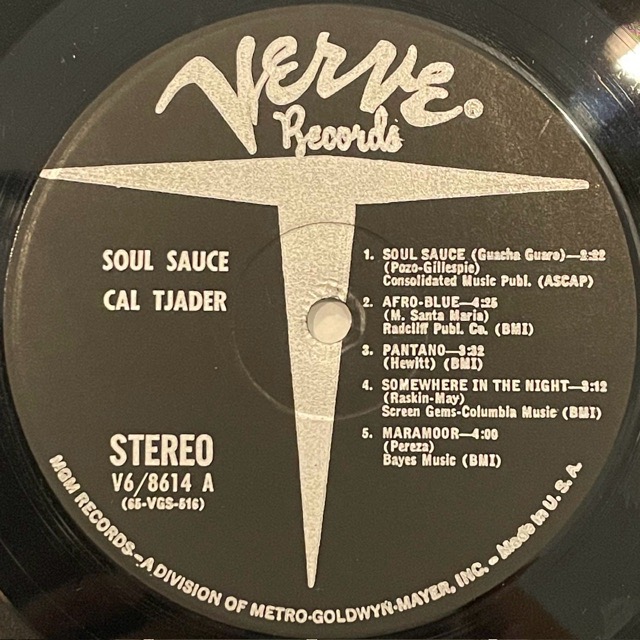 Verve®
Records
SOUL SAUCE
CAL TJADER
STEREO
V6/8614 A
(65-VGS-516)
1. SOUL SAUCE (Guacha Guaro)—2:22
(Pozo-Gillespie)
Consolidated Music Publ. (ASCAP)
2. AFRO-BLUE—4:25
(M. Santa Maria)
Radcliff Publ. Co. (BMI)
3. PANTANO—3:32
(Hewitt) (BMI)
4. SOMEWHERE IN THE NIGHT—3:12
(Raskin-May)
Screen Gems-Columbia Music (BMI)
5. MARAMOOR—4:00
(Pereza)
Bayes Music (BMI)
MGM RECORDS—A DIVISION OF METRO-GOLDWYN-MAYER, INC. – Made in U. S. A.